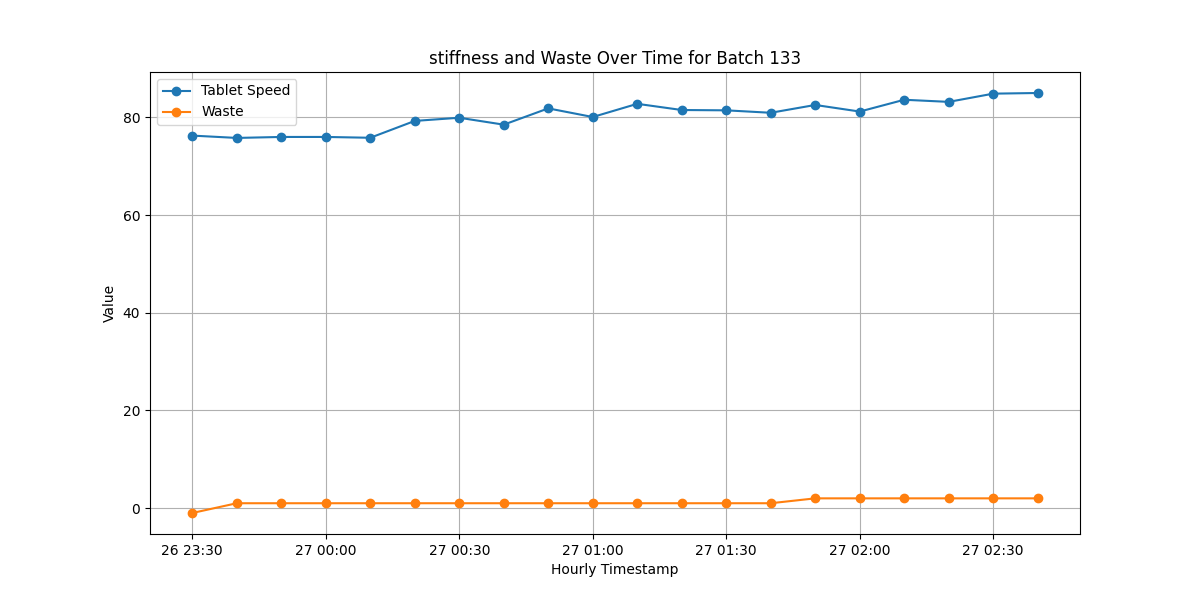 stiffness and Waste Over Time for Batch 133
Tablet Speed
Waste
80
60
40
20
0
Value
26 23:30
27 00:00
27 00:30
27 01:00
27 01:30
27 02:00
27 02:30
Hourly Timestamp